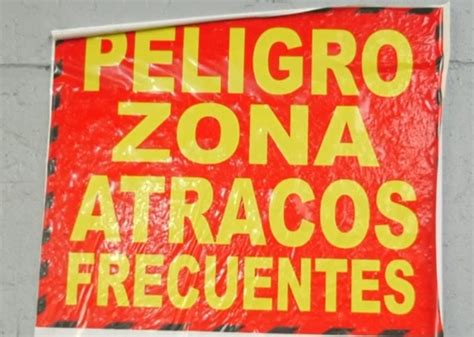 PELIGRO
ZONA
ATRACOS
FRECUENTES